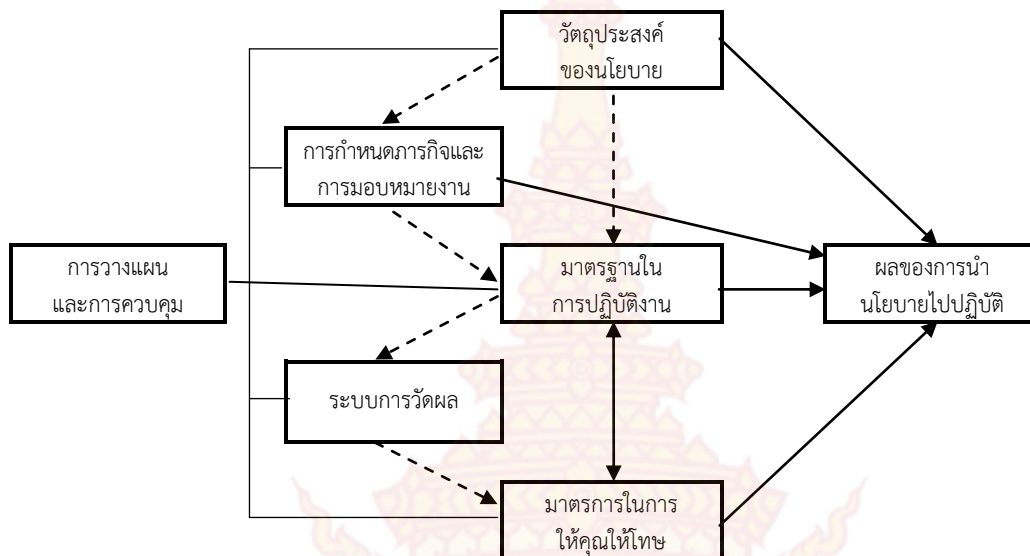 วัตถุประสงค์
ของนโยบาย
การกำหนดภารกิจและ
การมอบหมายงาน
การวางแผน
และการควบคุม
มาตรฐานใน
การปฏิบัติงาน
ผลของการนำ
นโยบายไปปฏิบัติ
ระบบการวัดผล
มาตรการในการ
ให้คุณให้โทษ